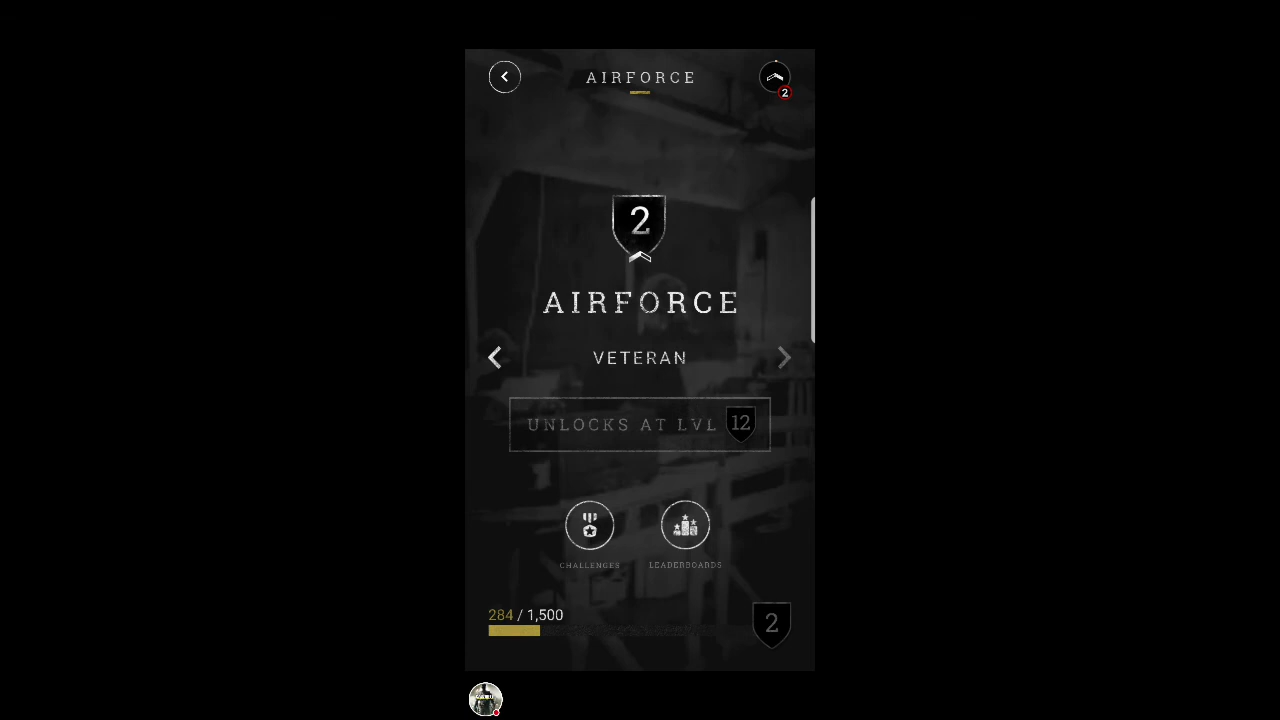 AIRFORCE
2
2
AIRFORCE
VETERAN
UNLOCKS AT LVL 12
CHALLENGES LEADERBOARDS
284 / 1,500
2